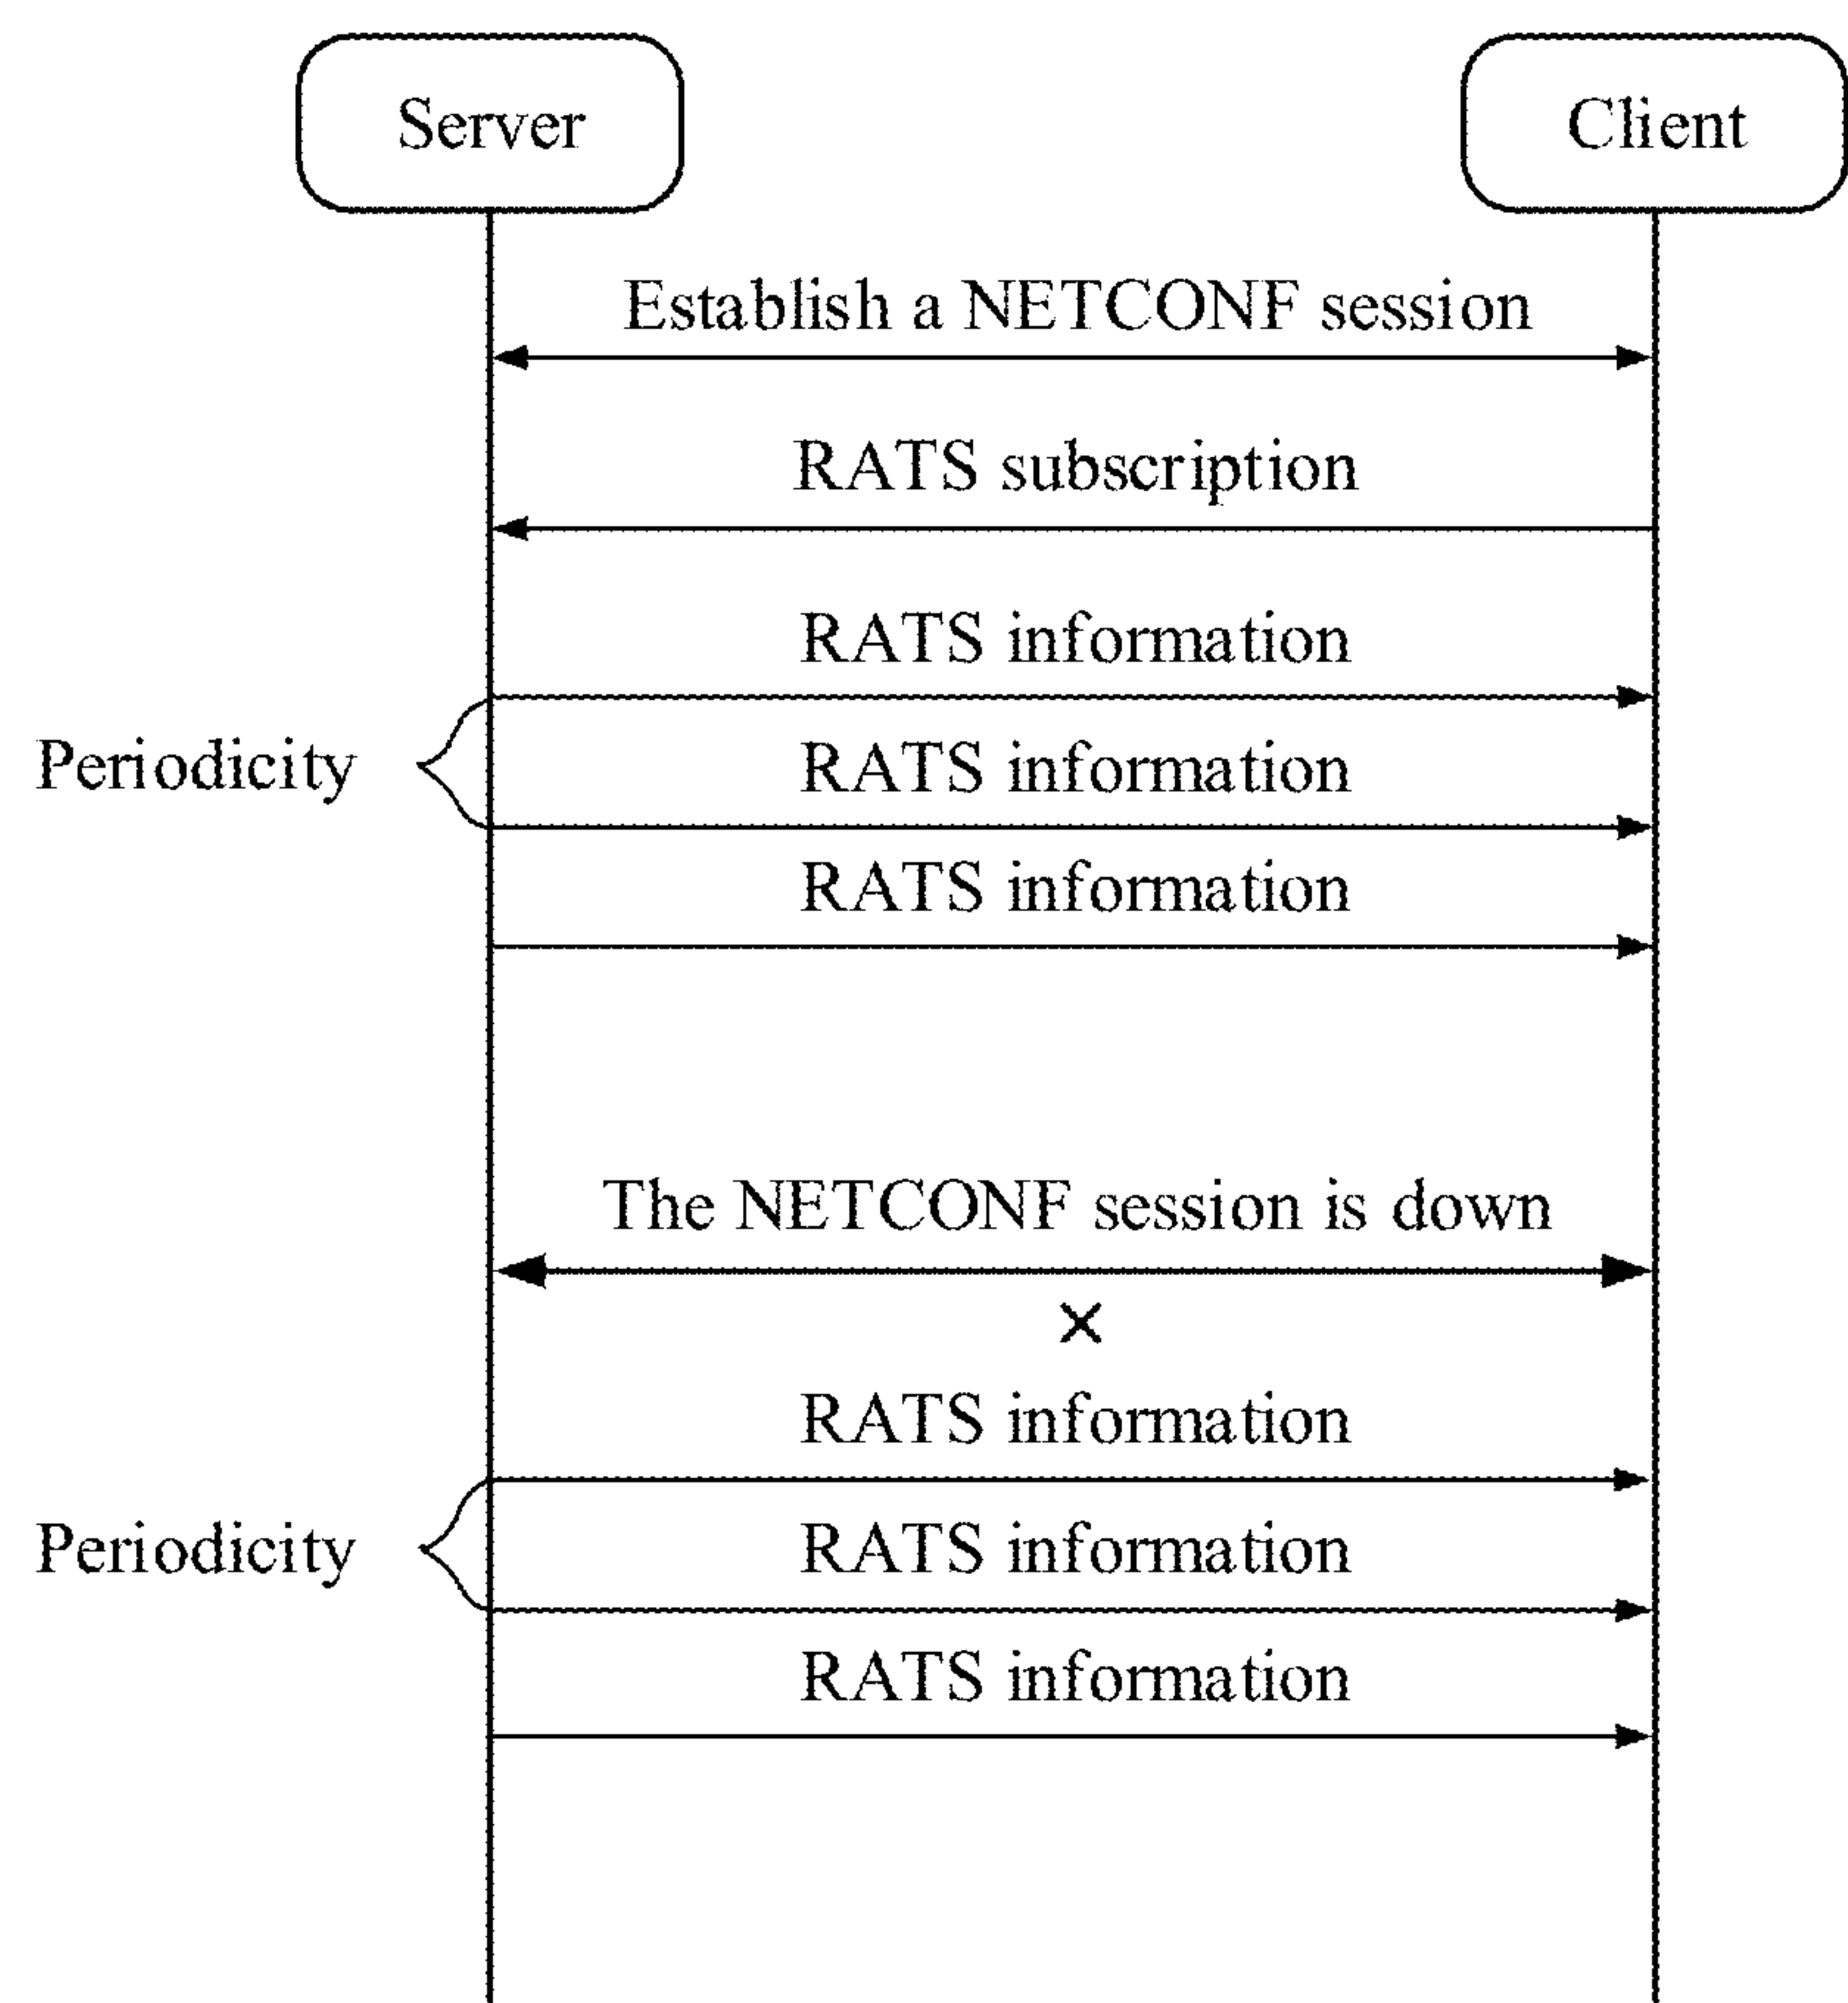 Server
Client
Establish a NETCONF session
RATS subscription
RATS information
Periodicity
RATS information
RATS information
The NETCONF session is down
RATS information
Periodicity
RATS information
RATS information